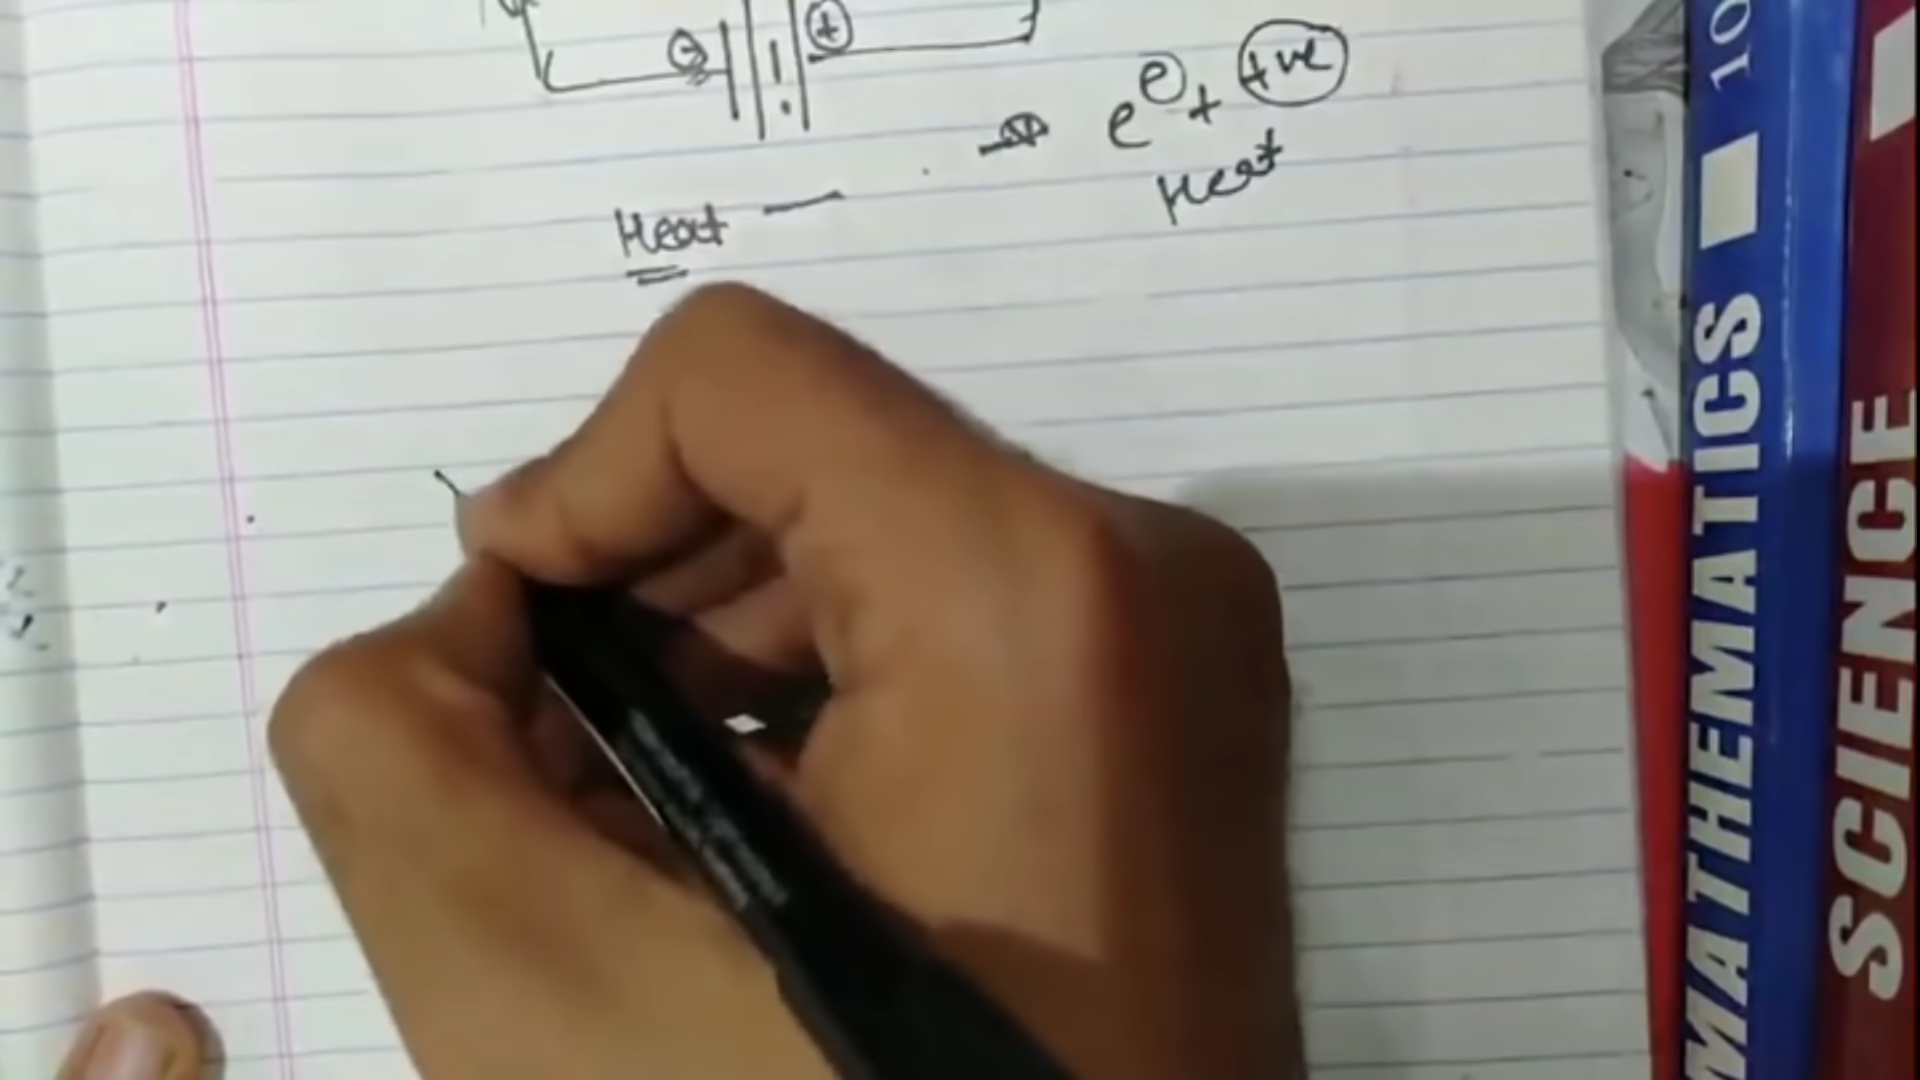 ⊖ ⊕
e⊖ + +ve
Heat
Heat —
10
MATHEMATICS
SCIENCE